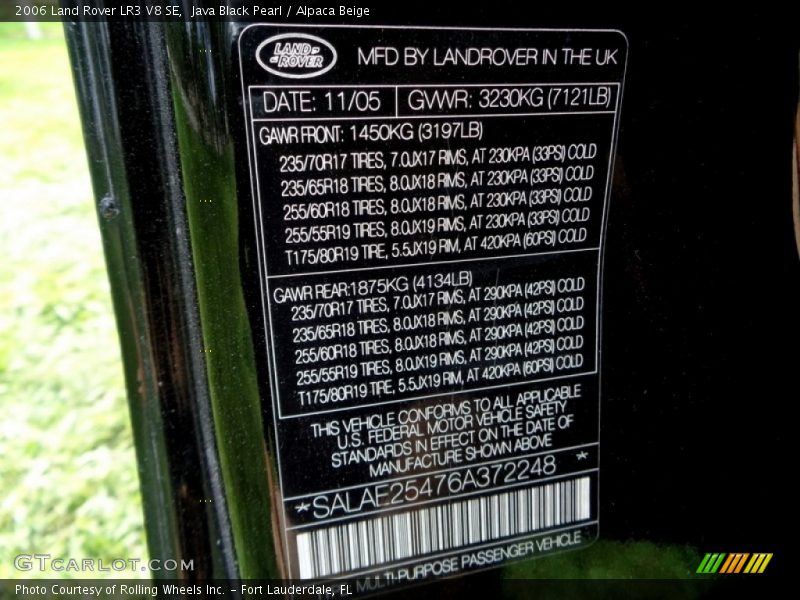 2006 Land Rover LR3 V8 SE, Java Black Pearl / Alpaca Beige
LAND-
-ROVER
MFD BY LANDROVER IN THE UK
DATE: 11/05 GVWR: 3230KG (7121LB)
GAWR FRONT: 1450KG (3197LB)
235/70R17 TIRES, 7.0JX17 RIMS, AT 230KPA (33PSI) COLD
235/65R18 TIRES, 8.0JX18 RIMS, AT 230KPA (33PSI) COLD
255/60R18 TIRES, 8.0JX18 RIMS, AT 230KPA (33PSI) COLD
255/55R19 TIRES, 8.0JX19 RIMS, AT 230KPA (33PSI) COLD
T175/80R19 TIRE, 5.5JX19 RIM, AT 420KPA (60PSI) COLD
GAWR REAR:1875KG (4134LB)
235/70R17 TIRES, 7.0JX17 RIMS, AT 290KPA (42PSI) COLD
235/65R18 TIRES, 8.0JX18 RIMS, AT 290KPA (42PSI) COLD
255/60R18 TIRES, 8.0JX18 RIMS, AT 290KPA (42PSI) COLD
255/55R19 TIRES, 8.0JX19 RIMS, AT 290KPA (42PSI) COLD
T175/80R19 TIRE, 5.5JX19 RIM, AT 420KPA (60PSI) COLD
THIS VEHICLE CONFORMS TO ALL APPLICABLE
U.S. FEDERAL MOTOR VEHICLE SAFETY
STANDARDS IN EFFECT ON THE DATE OF
MANUFACTURE SHOWN ABOVE
*SALAE25476A372248 *
MULTI-PURPOSE PASSENGER VEHICLE
GTCarLot.com
Photo Courtesy of Rolling Wheels Inc. - Fort Lauderdale, FL